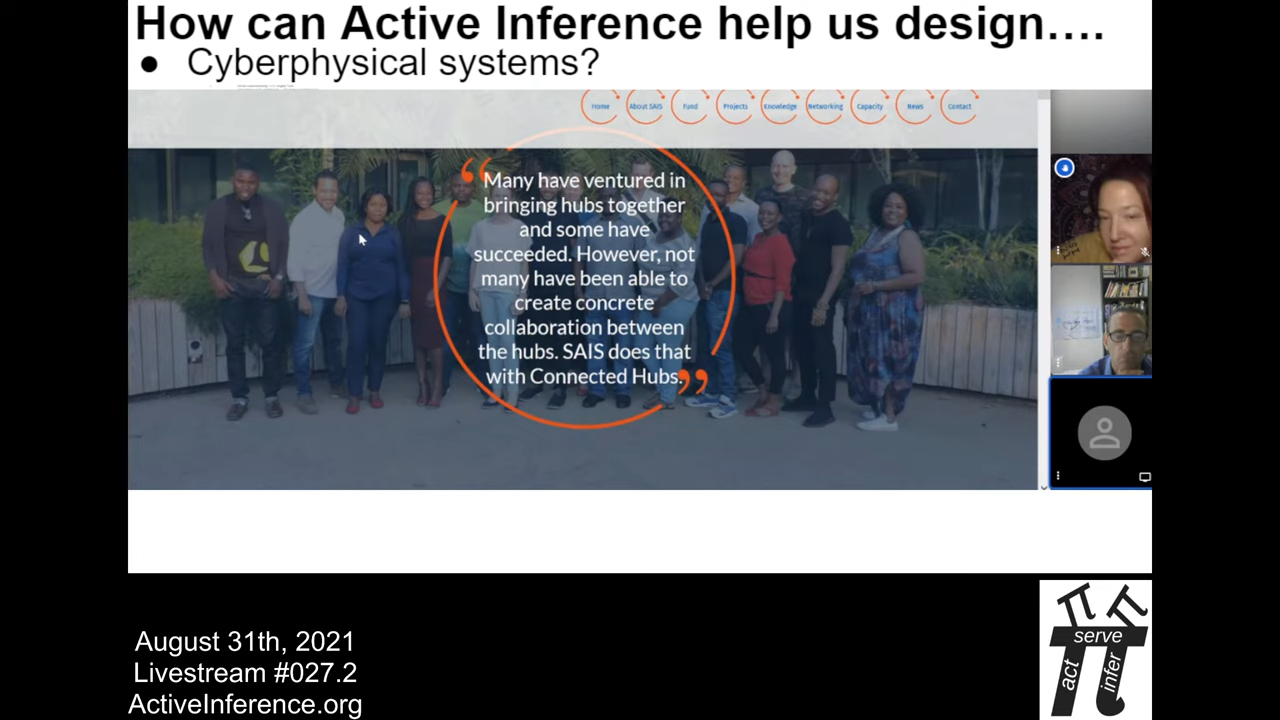 How can Active Inference help us design….
● Cyberphysical systems?
Home About SAIS Fund Projects Knowledge Networking Capacity News Contact
“Many have ventured in
bringing hubs together
and some have
succeeded. However, not
many have been able to
create concrete
collaboration between
the hubs. SAIS does that
with Connected Hubs.”
August 31th, 2021
Livestream #027.2
ActiveInference.org
serve
act
infer